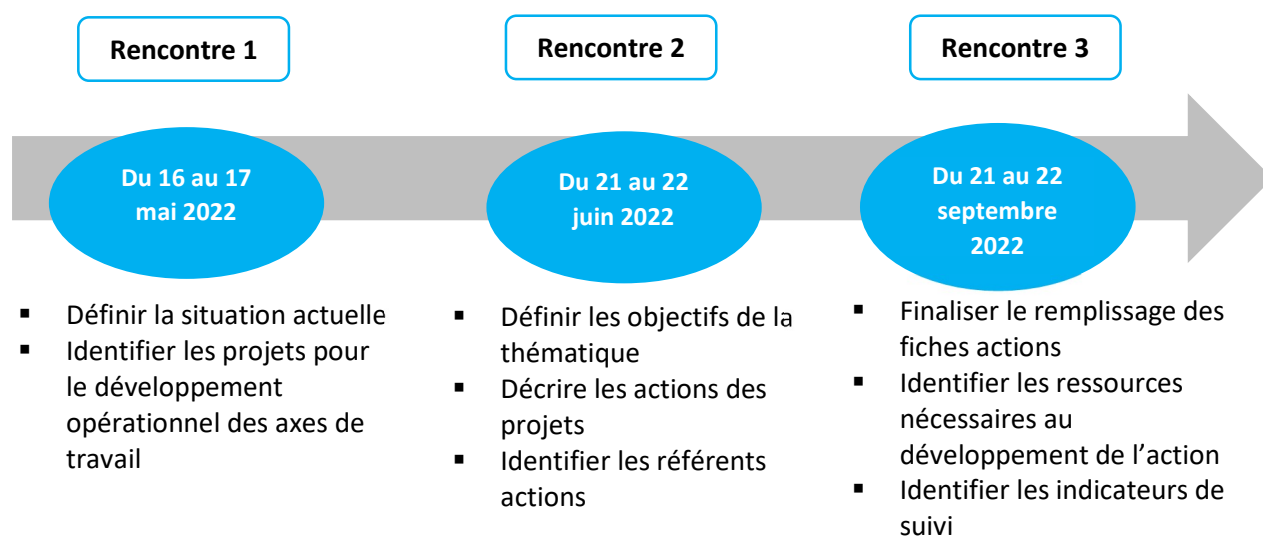 Rencontre 1
Rencontre 2
Rencontre 3
Du 16 au 17
mai 2022
Du 21 au 22
juin 2022
Du 21 au 22
septembre
2022
▪ Définir la situation actuelle
▪ Identifier les projets pour
le développement
opérationnel des axes de
travail
▪ Définir les objectifs de la
thématique
▪ Décrire les actions des
projets
▪ Identifier les référents
actions
▪ Finaliser le remplissage des
fiches actions
▪ Identifier les ressources
nécessaires au
développement de l’action
▪ Identifier les indicateurs de
suivi